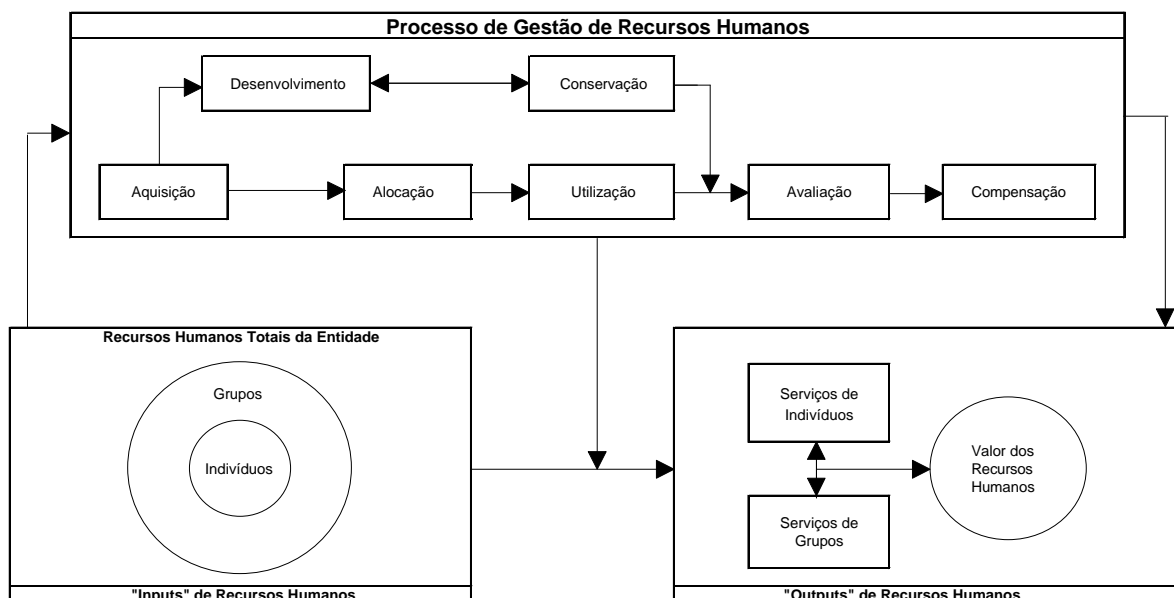 Processo de Gestão de Recursos Humanos
Desenvolvimento
Conservação
Aquisição
Alocação
Utilização
Avaliação
Compensação
Recursos Humanos Totais da Entidade
Grupos
Indivíduos
"Inputs" de Recursos Humanos
Serviços de
Indivíduos
Valor dos
Recursos
Humanos
Serviços de
Grupos
"Outputs" de Recursos Humanos